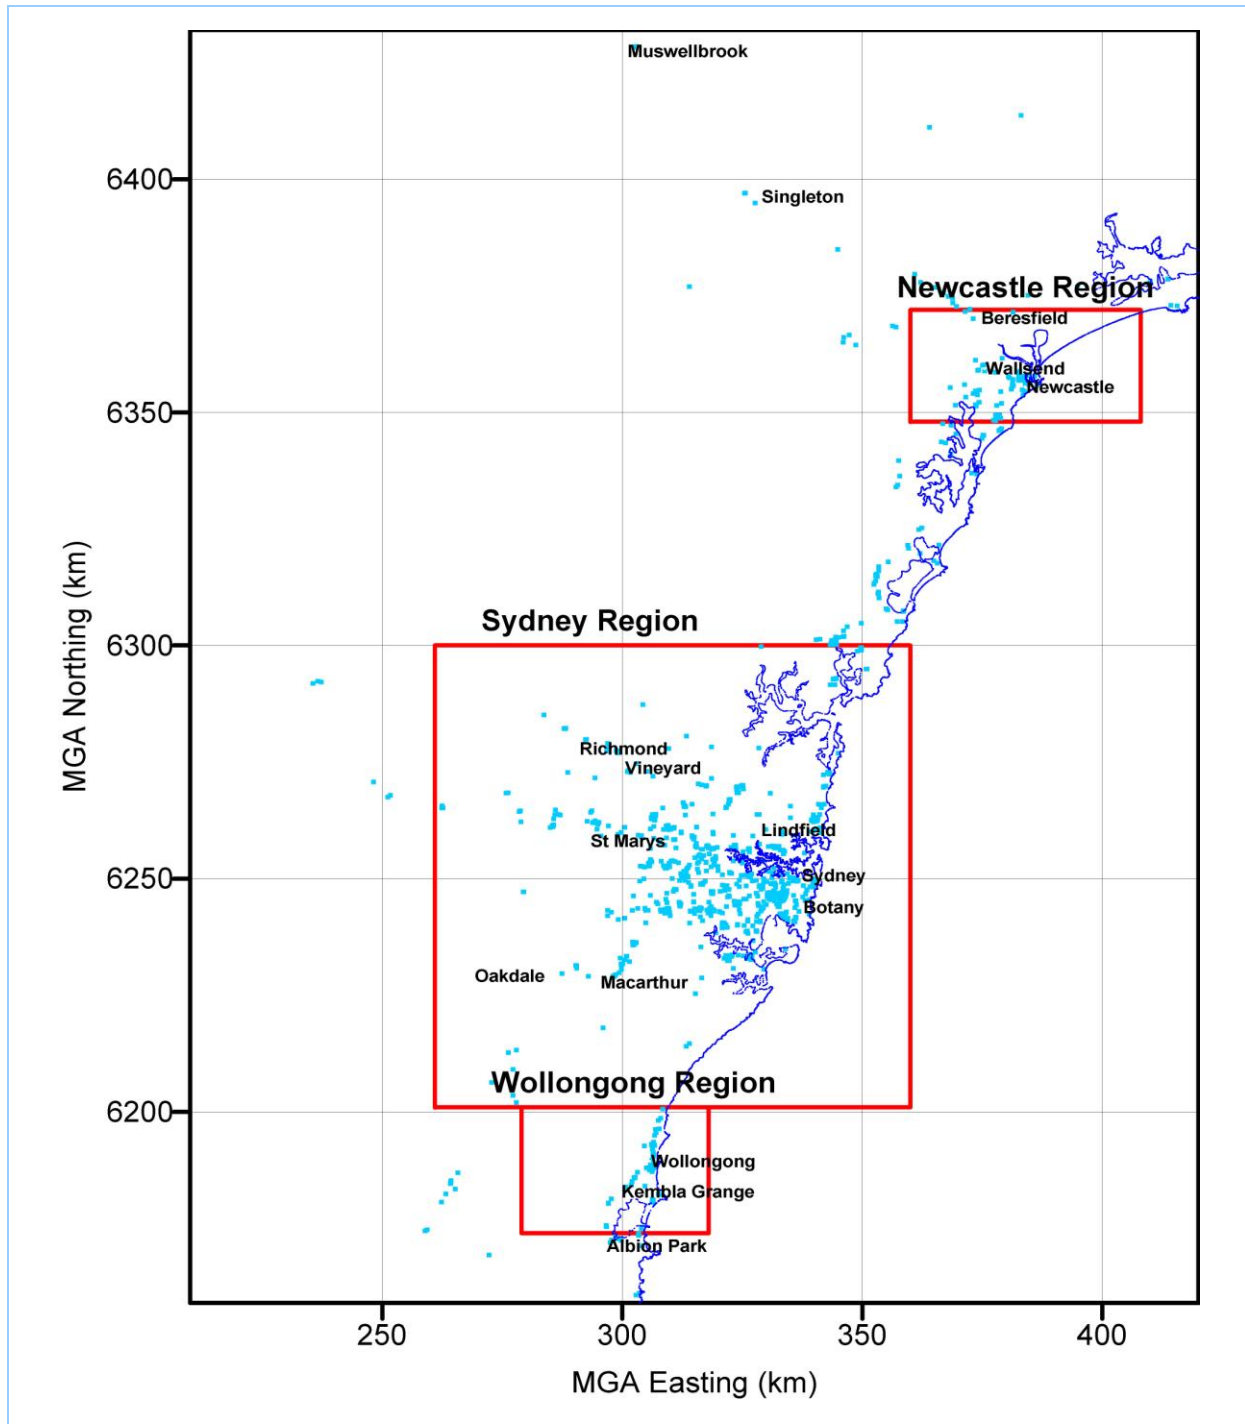 Muswellbrook
6400
Singleton
Newcastle Region
Beresfield
Wallsend
Newcastle
6350
MGA Northing (km)
Sydney Region
6300
Richmond
Vineyard
Lindfield
St Marys
Sydney
6250
Botany
Oakdale
Macarthur
Wollongong Region
6200
Wollongong
Kembla Grange
Albion Park
250
300
350
400
MGA Easting (km)